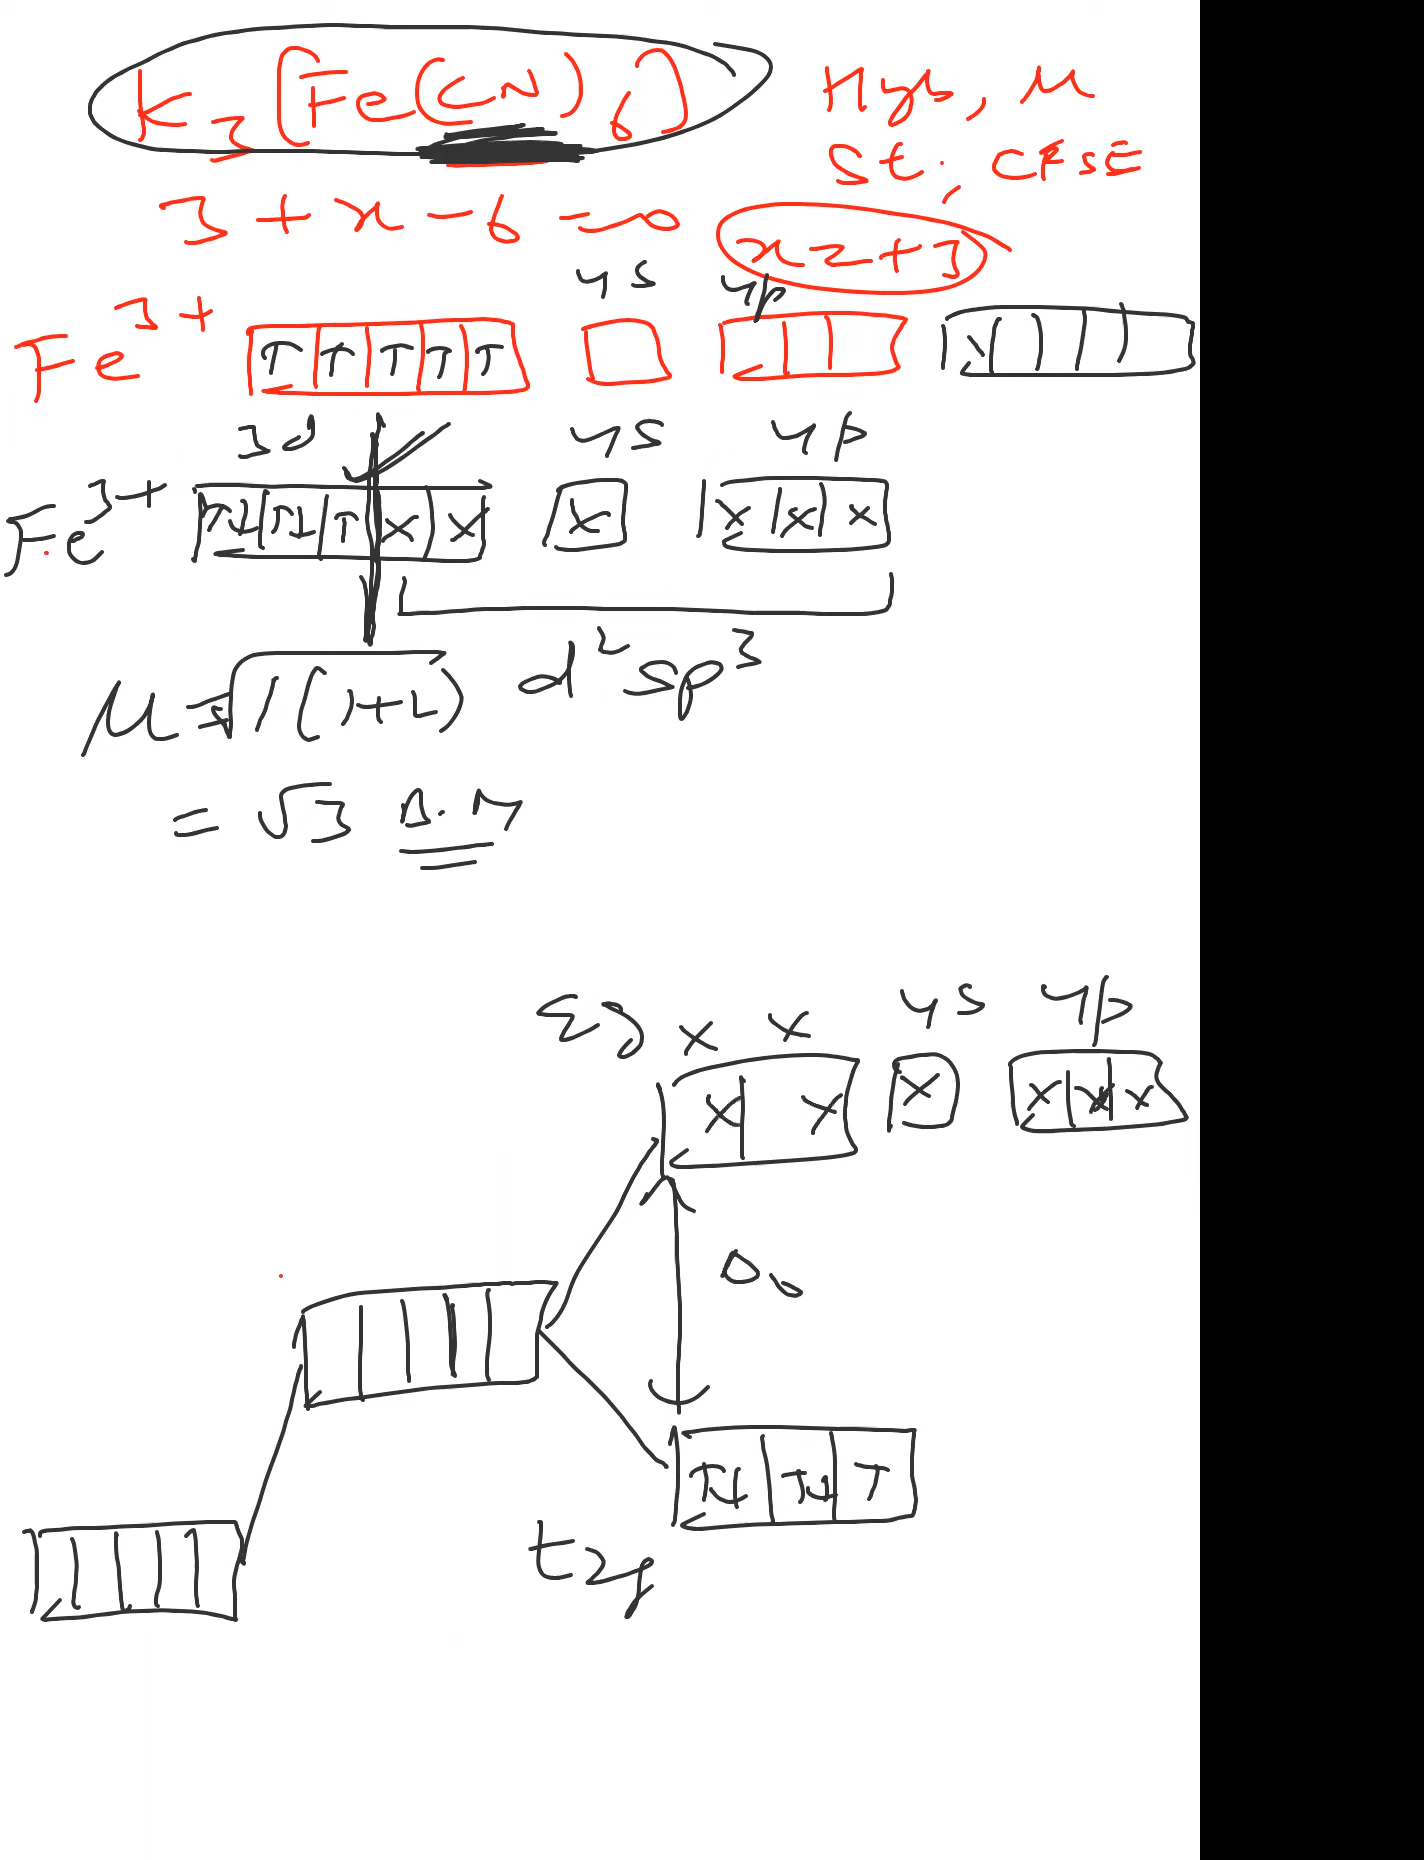 K3[Fe(CN)6]
Hyb, μ
St, CFSE
3 + x - 6 = 0
x = +3
4s 4p
Fe3+ ↑ ↑ ↑ ↑ ↑
3d 4s 4p
Fe3+ ↑↓ ↑↓ ↑ x x x x x x
d2sp3
μ = √1(1+2)
= √3 B.M
Eg x x 4s 4p
x x x x x x
Δo
↑↓ ↑↓ ↑
t2g